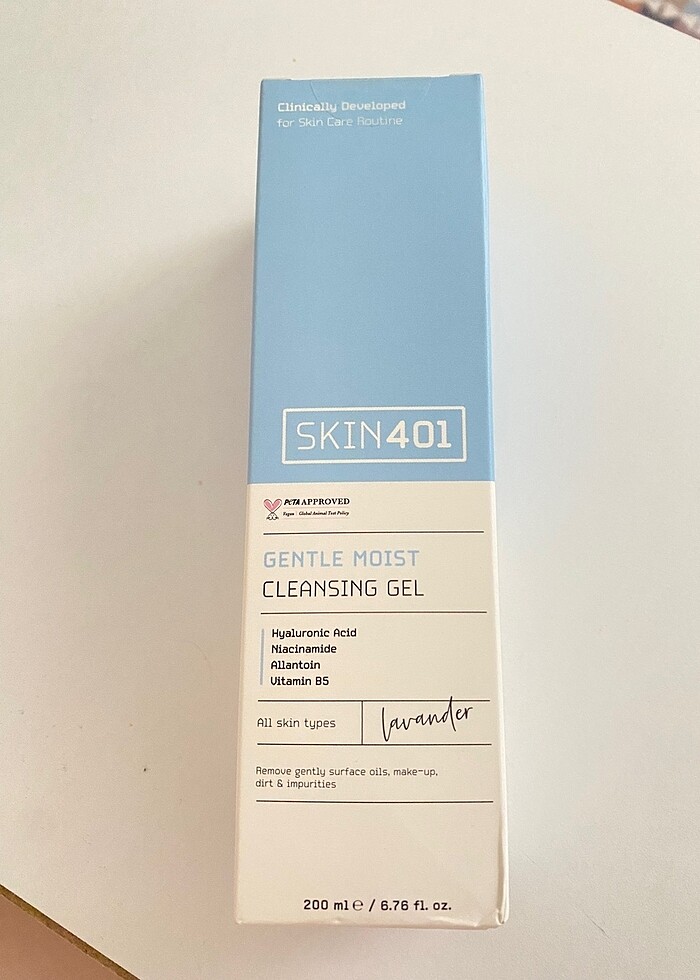 Clinically Developed
for Skin Care Routine
SKIN401
PETA APPROVED
Vegan | Global Animal Test Policy
GENTLE MOIST
CLEANSING GEL
Hyaluronic Acid
Niacinamide
Allantoin
Vitamin B5
All skin types
lavander
Remove gently surface oils, make-up,
dirt & impurities
200 ml ℮ / 6.76 fl. oz.